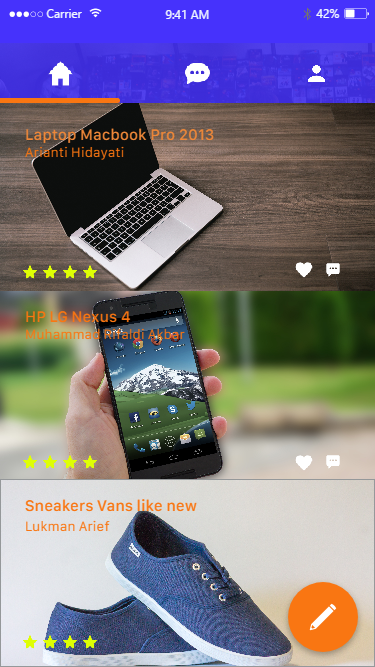 Carrier 9:41 AM 42%
Laptop Macbook Pro 2013
Arianti Hidayati
HP LG Nexus 4
Muhammad Rifaldi Akbar
Sneakers Vans like new
Lukman Arief